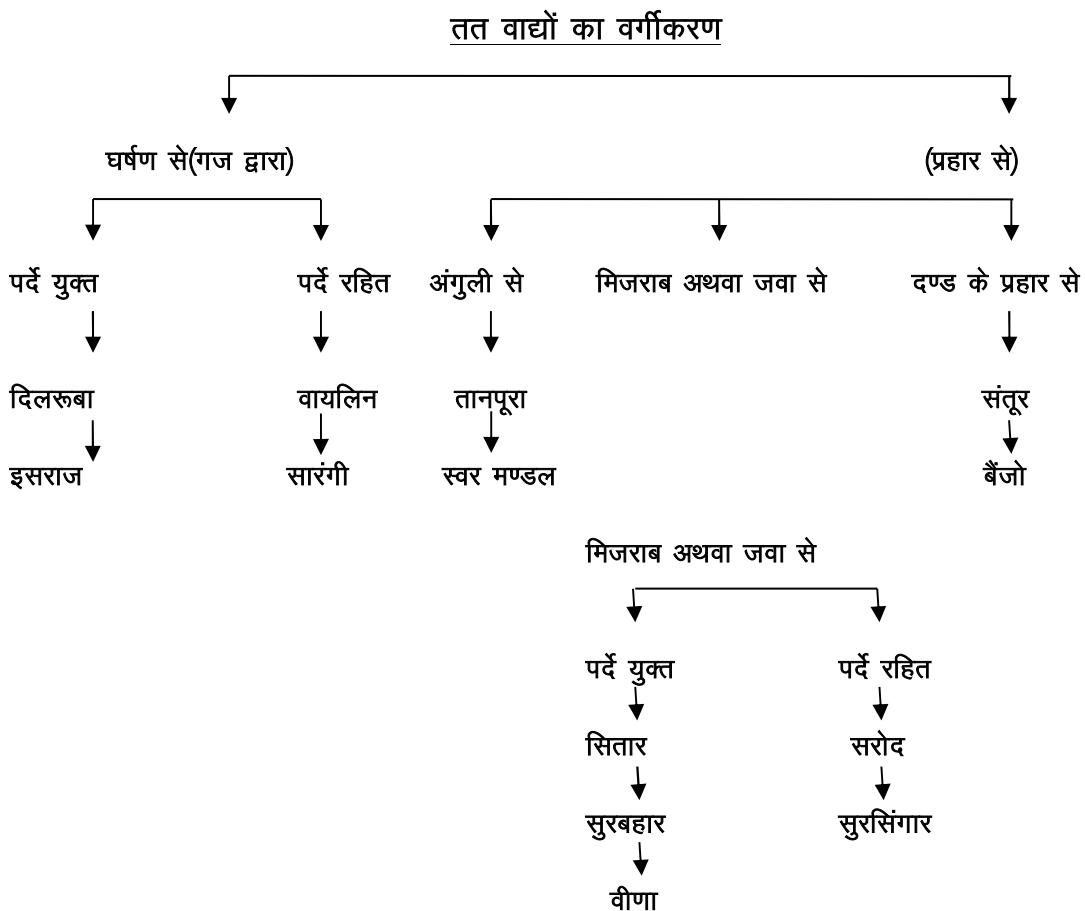 तत वाद्यों का वर्गीकरण
घर्षण से(गज द्वारा) (प्रहार से)
पर्दे युक्त पर्दे रहित अंगुली से मिजराब अथवा जवा से दण्ड के प्रहार से
दिलरूबा वायलिन तानपूरा संतूर
इसराज सारंगी स्वर मण्डल बैंजो
मिजराब अथवा जवा से
पर्दे युक्त पर्दे रहित
सितार सरोद
सुरबहार सुरसिंगार
वीणा